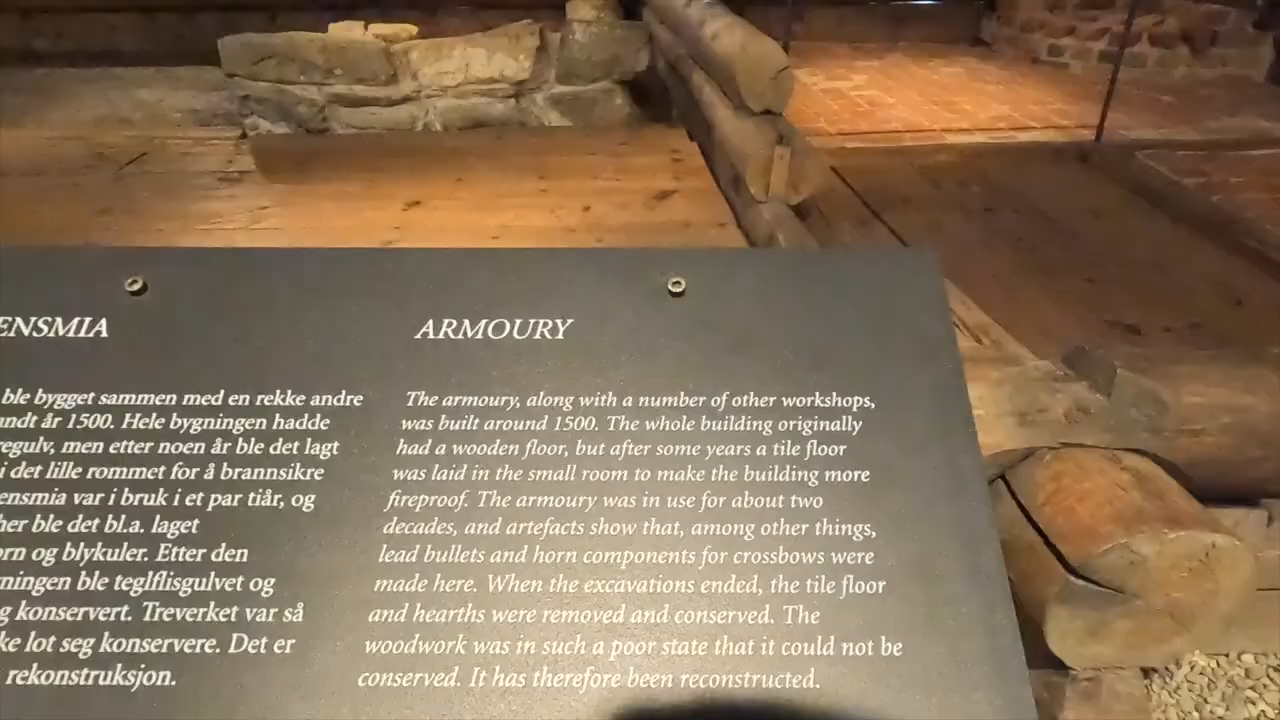 ENSMIA
ble bygget sammen med en rekke andre
undt år 1500. Hele bygningen hadde
regulv, men etter noen år ble det lagt
i det lille rommet for å brannsikre
ensmia var i bruk i et par tiår, og
her ble det bl.a. laget
orn og blykuler. Etter den
ningen ble teglflisgulvet og
g konservert. Treverket var så
ke lot seg konservere. Det er
rekonstruksjon.
ARMOURY
The armoury, along with a number of other workshops,
was built around 1500. The whole building originally
had a wooden floor, but after some years a tile floor
was laid in the small room to make the building more
fireproof. The armoury was in use for about two
decades, and artefacts show that, among other things,
lead bullets and horn components for crossbows were
made here. When the excavations ended, the tile floor
and hearths were removed and conserved. The
woodwork was in such a poor state that it could not be
conserved. It has therefore been reconstructed.